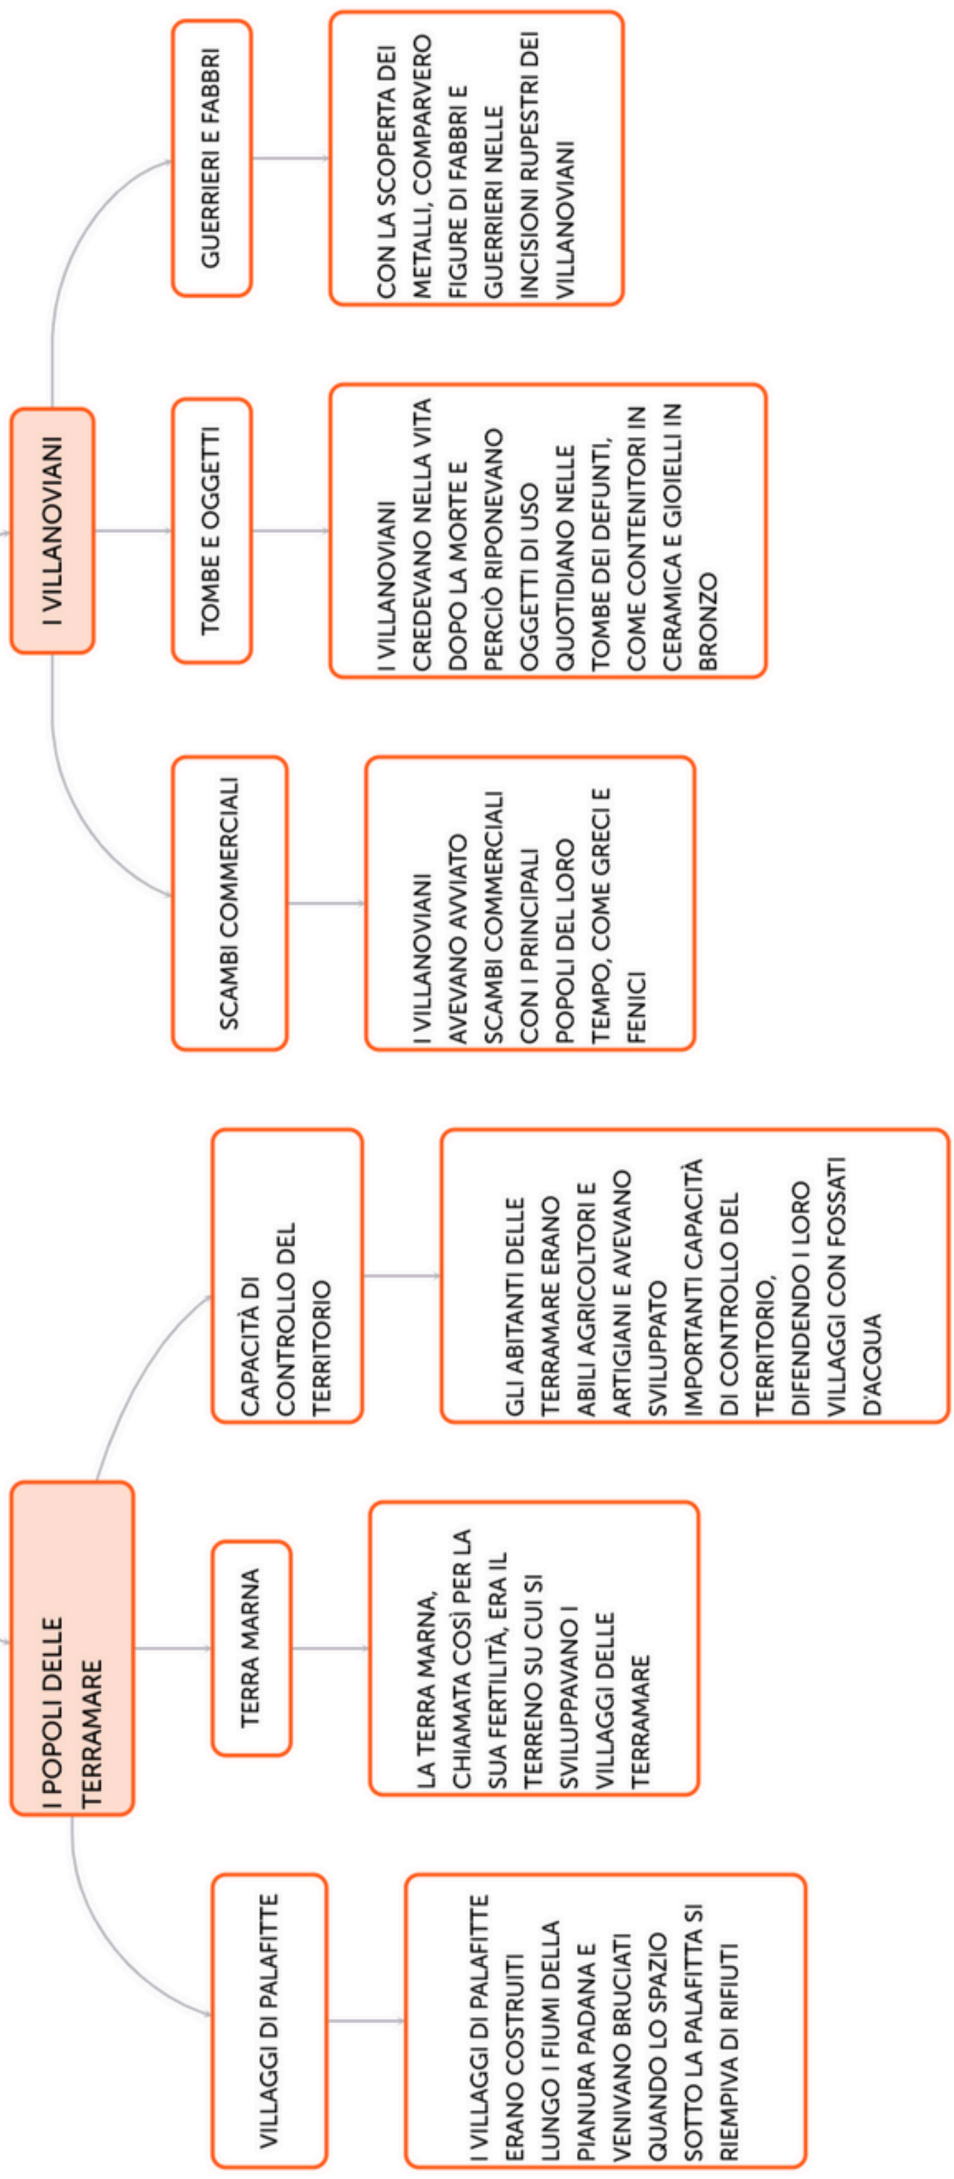 I POPOLI DELLE
TERRAMARE
VILLAGGI DI PALAFITTE
I VILLAGGI DI PALAFITTE
ERANO COSTRUITI
LUNGO I FIUMI DELLA
PIANURA PADANA E
VENIVANO BRUCIATI
QUANDO LO SPAZIO
SOTTO LA PALAFITTA SI
RIEMPIVA DI RIFIUTI
TERRA MARNA
LA TERRA MARNA,
CHIAMATA COSÌ PER LA
SUA FERTILITÀ, ERA IL
TERRENO SU CUI SI
SVILUPPAVANO I
VILLAGGI DELLE
TERRAMARE
CAPACITÀ DI
CONTROLLO DEL
TERRITORIO
GLI ABITANTI DELLE
TERRAMARE ERANO
ABILI AGRICOLTORI E
ARTIGIANI E AVEVANO
SVILUPPATO
IMPORTANTI CAPACITÀ
DI CONTROLLO DEL
TERRITORIO,
DIFENDENDO I LORO
VILLAGGI CON FOSSATI
D'ACQUA
I VILLANOVIANI
SCAMBI COMMERCIALI
I VILLANOVIANI
AVEVANO AVVIATO
SCAMBI COMMERCIALI
CON I PRINCIPALI
POPOLI DEL LORO
TEMPO, COME GRECI E
FENICI
TOMBE E OGGETTI
I VILLANOVIANI
CREDEVANO NELLA VITA
DOPO LA MORTE E
PERCIÒ RIPONEVANO
OGGETTI DI USO
QUOTIDIANO NELLE
TOMBE DEI DEFUNTI,
COME CONTENITORI IN
CERAMICA E GIOIELLI IN
BRONZO
GUERRIERI E FABBRI
CON LA SCOPERTA DEI
METALLI, COMPARVERO
FIGURE DI FABBRI E
GUERRIERI NELLE
INCISIONI RUPESTRI DEI
VILLANOVIANI